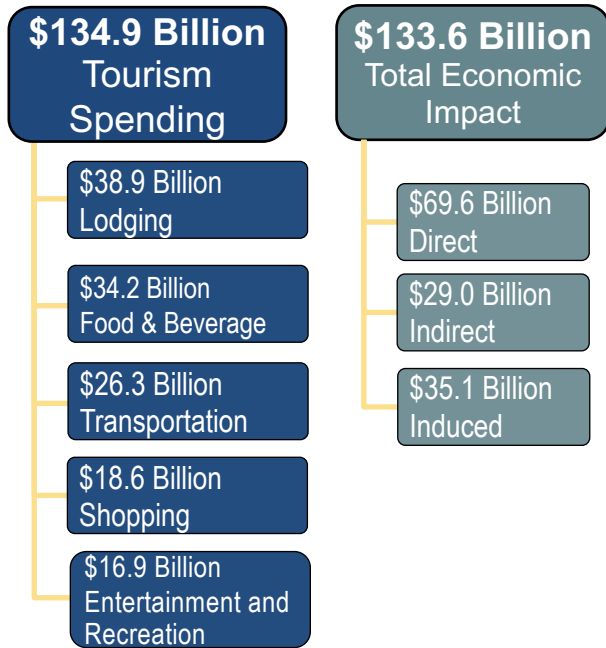 $134.9 Billion
Tourism
Spending
$38.9 Billion
Lodging
$34.2 Billion
Food & Beverage
$26.3 Billion
Transportation
$18.6 Billion
Shopping
$16.9 Billion
Entertainment and
Recreation
$133.6 Billion
Total Economic
Impact
$69.6 Billion
Direct
$29.0 Billion
Indirect
$35.1 Billion
Induced